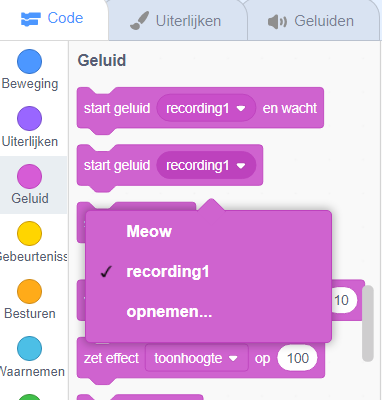 Code
Uiterlijken
Geluiden
Beweging
Uiterlijken
Geluid
Gebeurteniss
Besturen
Waarnemen
Geluid
start geluid recording1 en wacht
start geluid recording1
Meow
✓ recording1
opnemen...
10
zet effect toonhoogte op 100